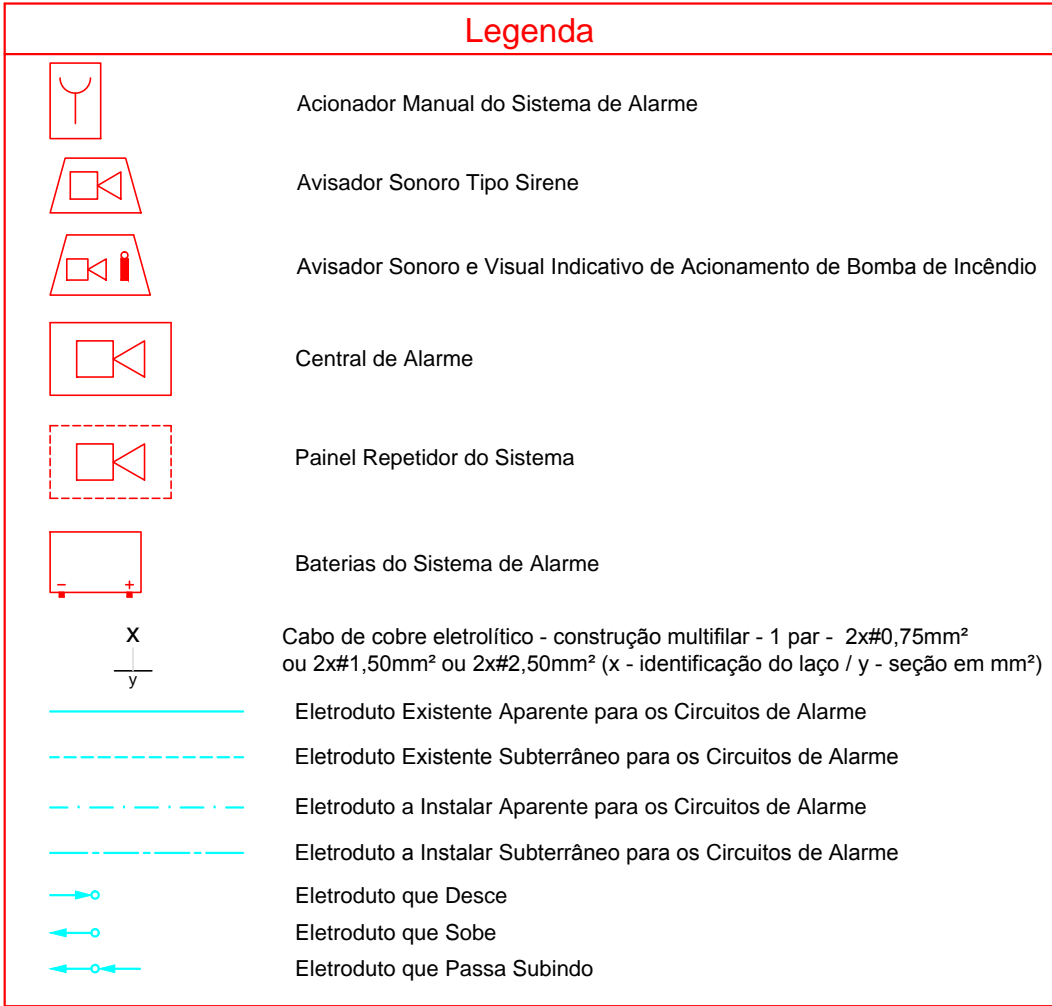 Legenda
Acionador Manual do Sistema de Alarme
Avisador Sonoro Tipo Sirene
Avisador Sonoro e Visual Indicativo de Acionamento de Bomba de Incêndio
Central de Alarme
Painel Repetidor do Sistema
- +
Baterias do Sistema de Alarme
x
y
Cabo de cobre eletrolítico - construção multifilar - 1 par - 2x#0,75mm²
ou 2x#1,50mm² ou 2x#2,50mm² (x - identificação do laço / y - seção em mm²)
Eletroduto Existente Aparente para os Circuitos de Alarme
Eletroduto Existente Subterrâneo para os Circuitos de Alarme
Eletroduto a Instalar Aparente para os Circuitos de Alarme
Eletroduto a Instalar Subterrâneo para os Circuitos de Alarme
Eletroduto que Desce
Eletroduto que Sobe
Eletroduto que Passa Subindo